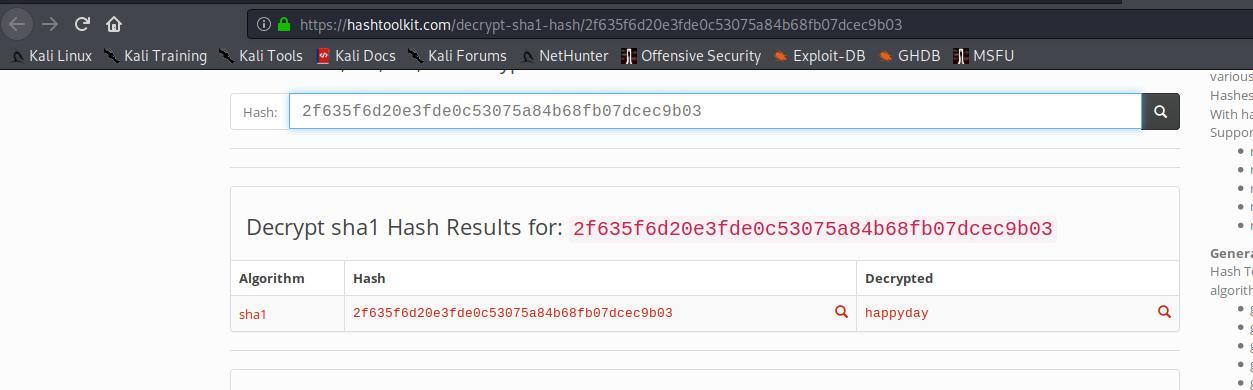 https://hashtoolkit.com/decrypt-sha1-hash/2f635f6d20e3fde0c53075a84b68fb07dcec9b03
Kali Linux Kali Training Kali Tools Kali Docs Kali Forums NetHunter Offensive Security Exploit-DB GHDB MSFU
Hash: 2f635f6d20e3fde0c53075a84b68fb07dcec9b03
Decrypt sha1 Hash Results for: 2f635f6d20e3fde0c53075a84b68fb07dcec9b03
Algorithm Hash Decrypted
sha1 2f635f6d20e3fde0c53075a84b68fb07dcec9b03 happyday
various
Hashes
With ha
Suppor
Genera
Hash To
algorith